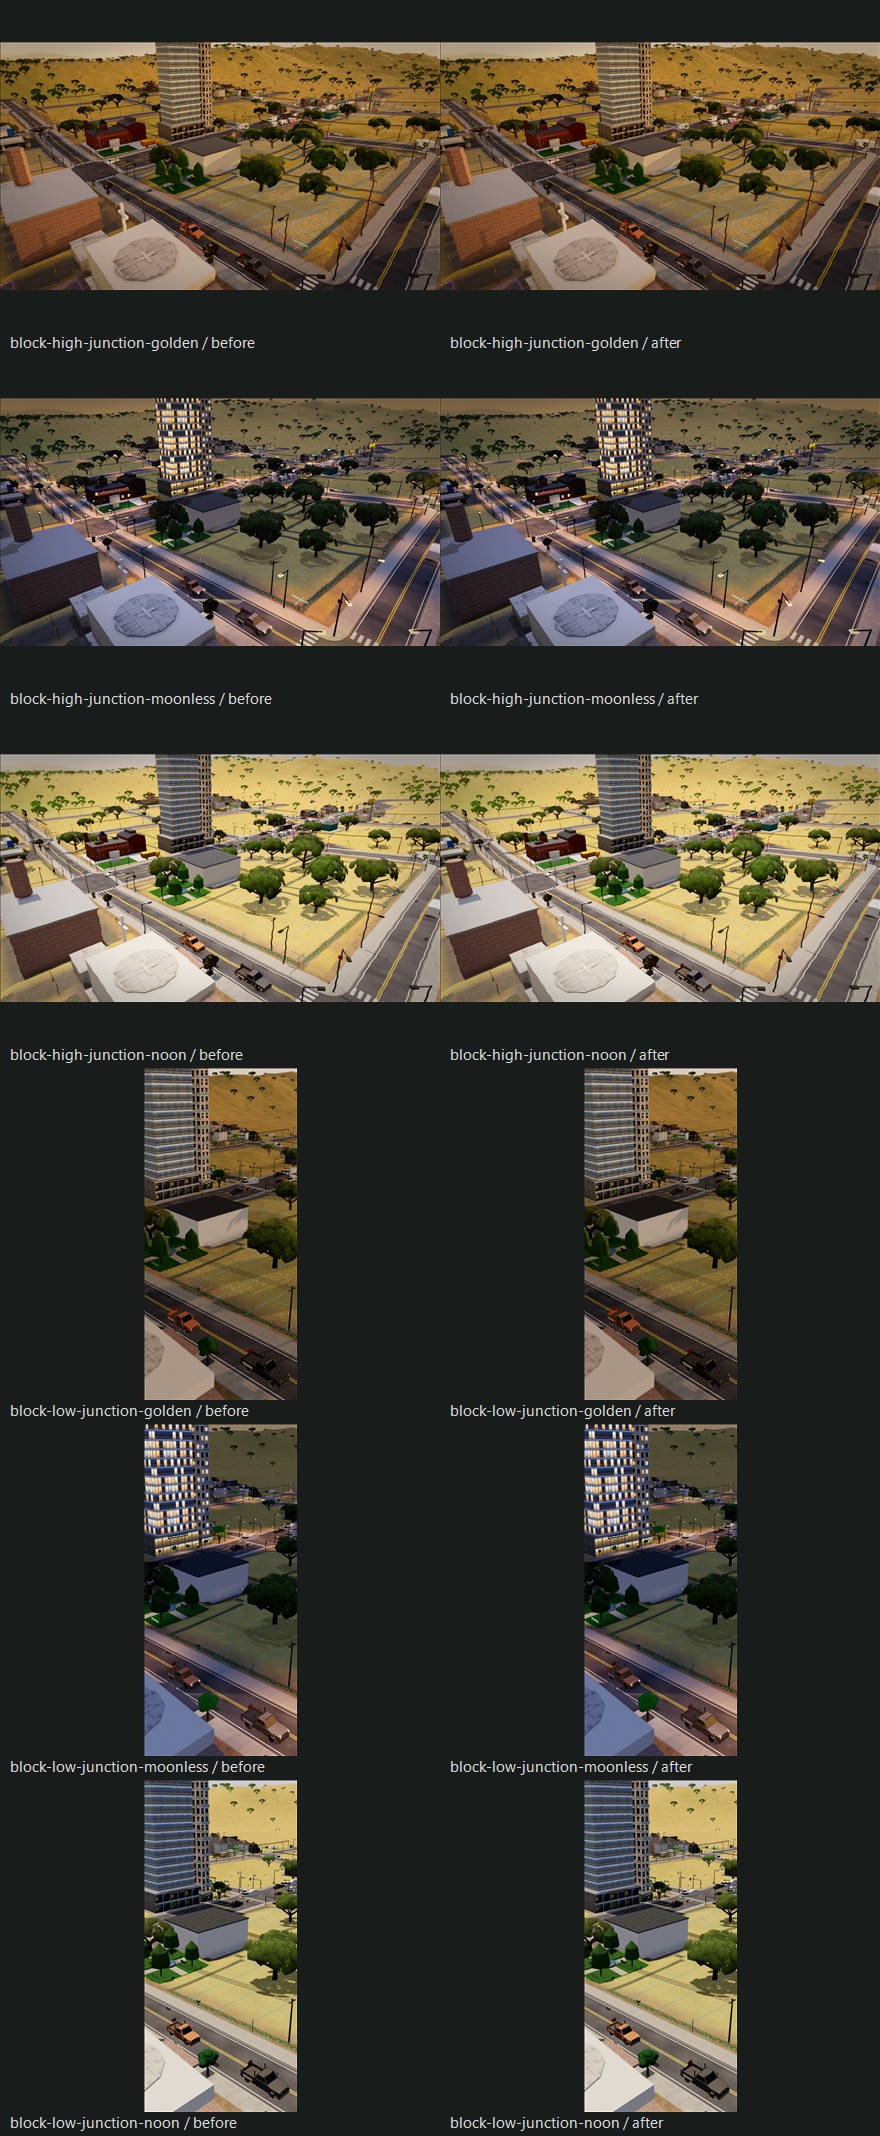 block-high-junction-golden / before
block-high-junction-golden / after
block-high-junction-moonless / before
block-high-junction-moonless / after
block-high-junction-noon / before
block-high-junction-noon / after
block-low-junction-golden / before
block-low-junction-golden / after
block-low-junction-moonless / before
block-low-junction-moonless / after
block-low-junction-noon / before
block-low-junction-noon / after